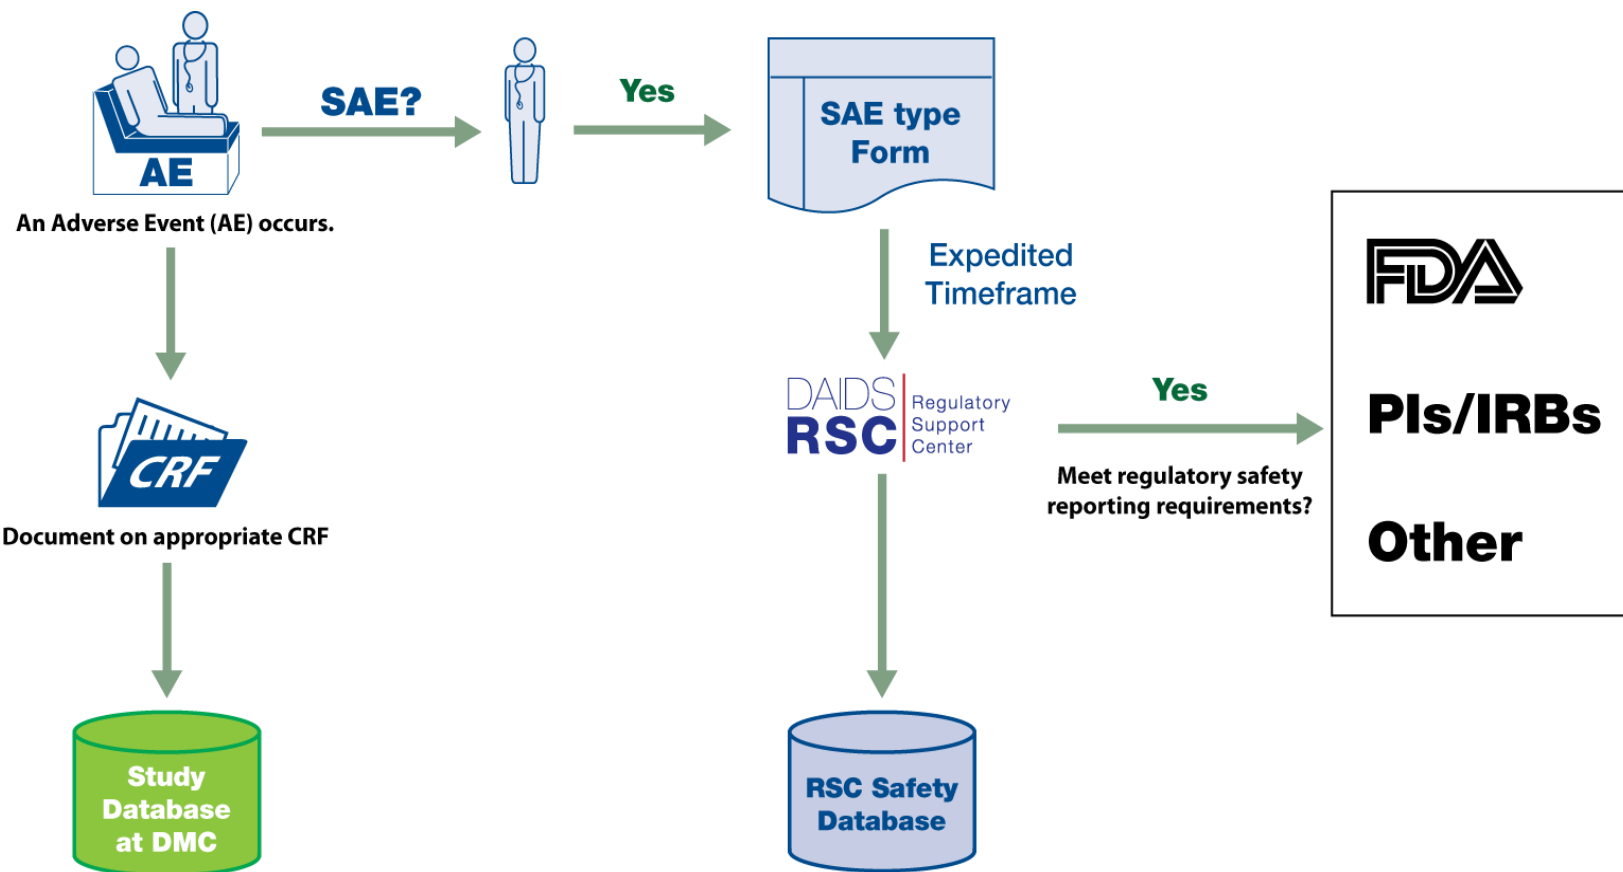 SAE?
Yes
SAE type
Form
AE
An Adverse Event (AE) occurs.
Expedited
Timeframe
FDA
CRF
Document on appropriate CRF
DAIDS
RSC
Regulatory
Support
Center
Yes
Meet regulatory safety
reporting requirements?
PIs/IRBs
Other
Study
Database
at DMC
RSC Safety
Database